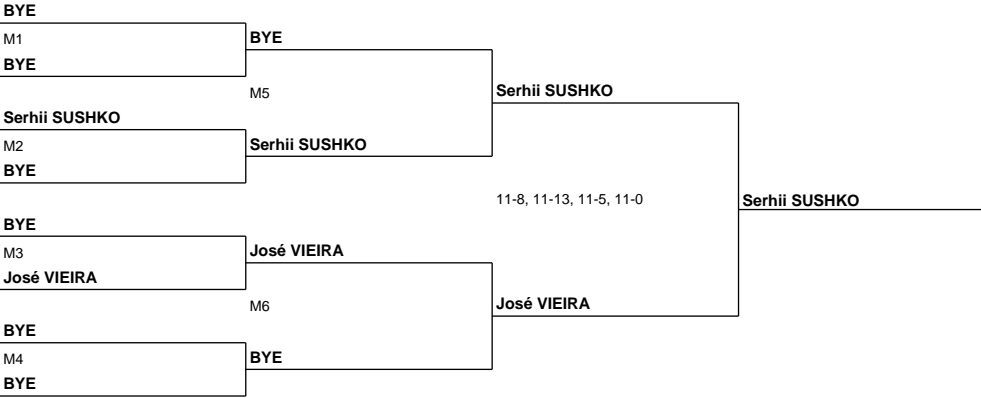 BYE
M1
BYE
BYE
M5
Serhii SUSHKO
Serhii SUSHKO
M2
Serhii SUSHKO
BYE
11-8, 11-13, 11-5, 11-0
Serhii SUSHKO
BYE
M3
José VIEIRA
José VIEIRA
M6
José VIEIRA
BYE
M4
BYE
BYE